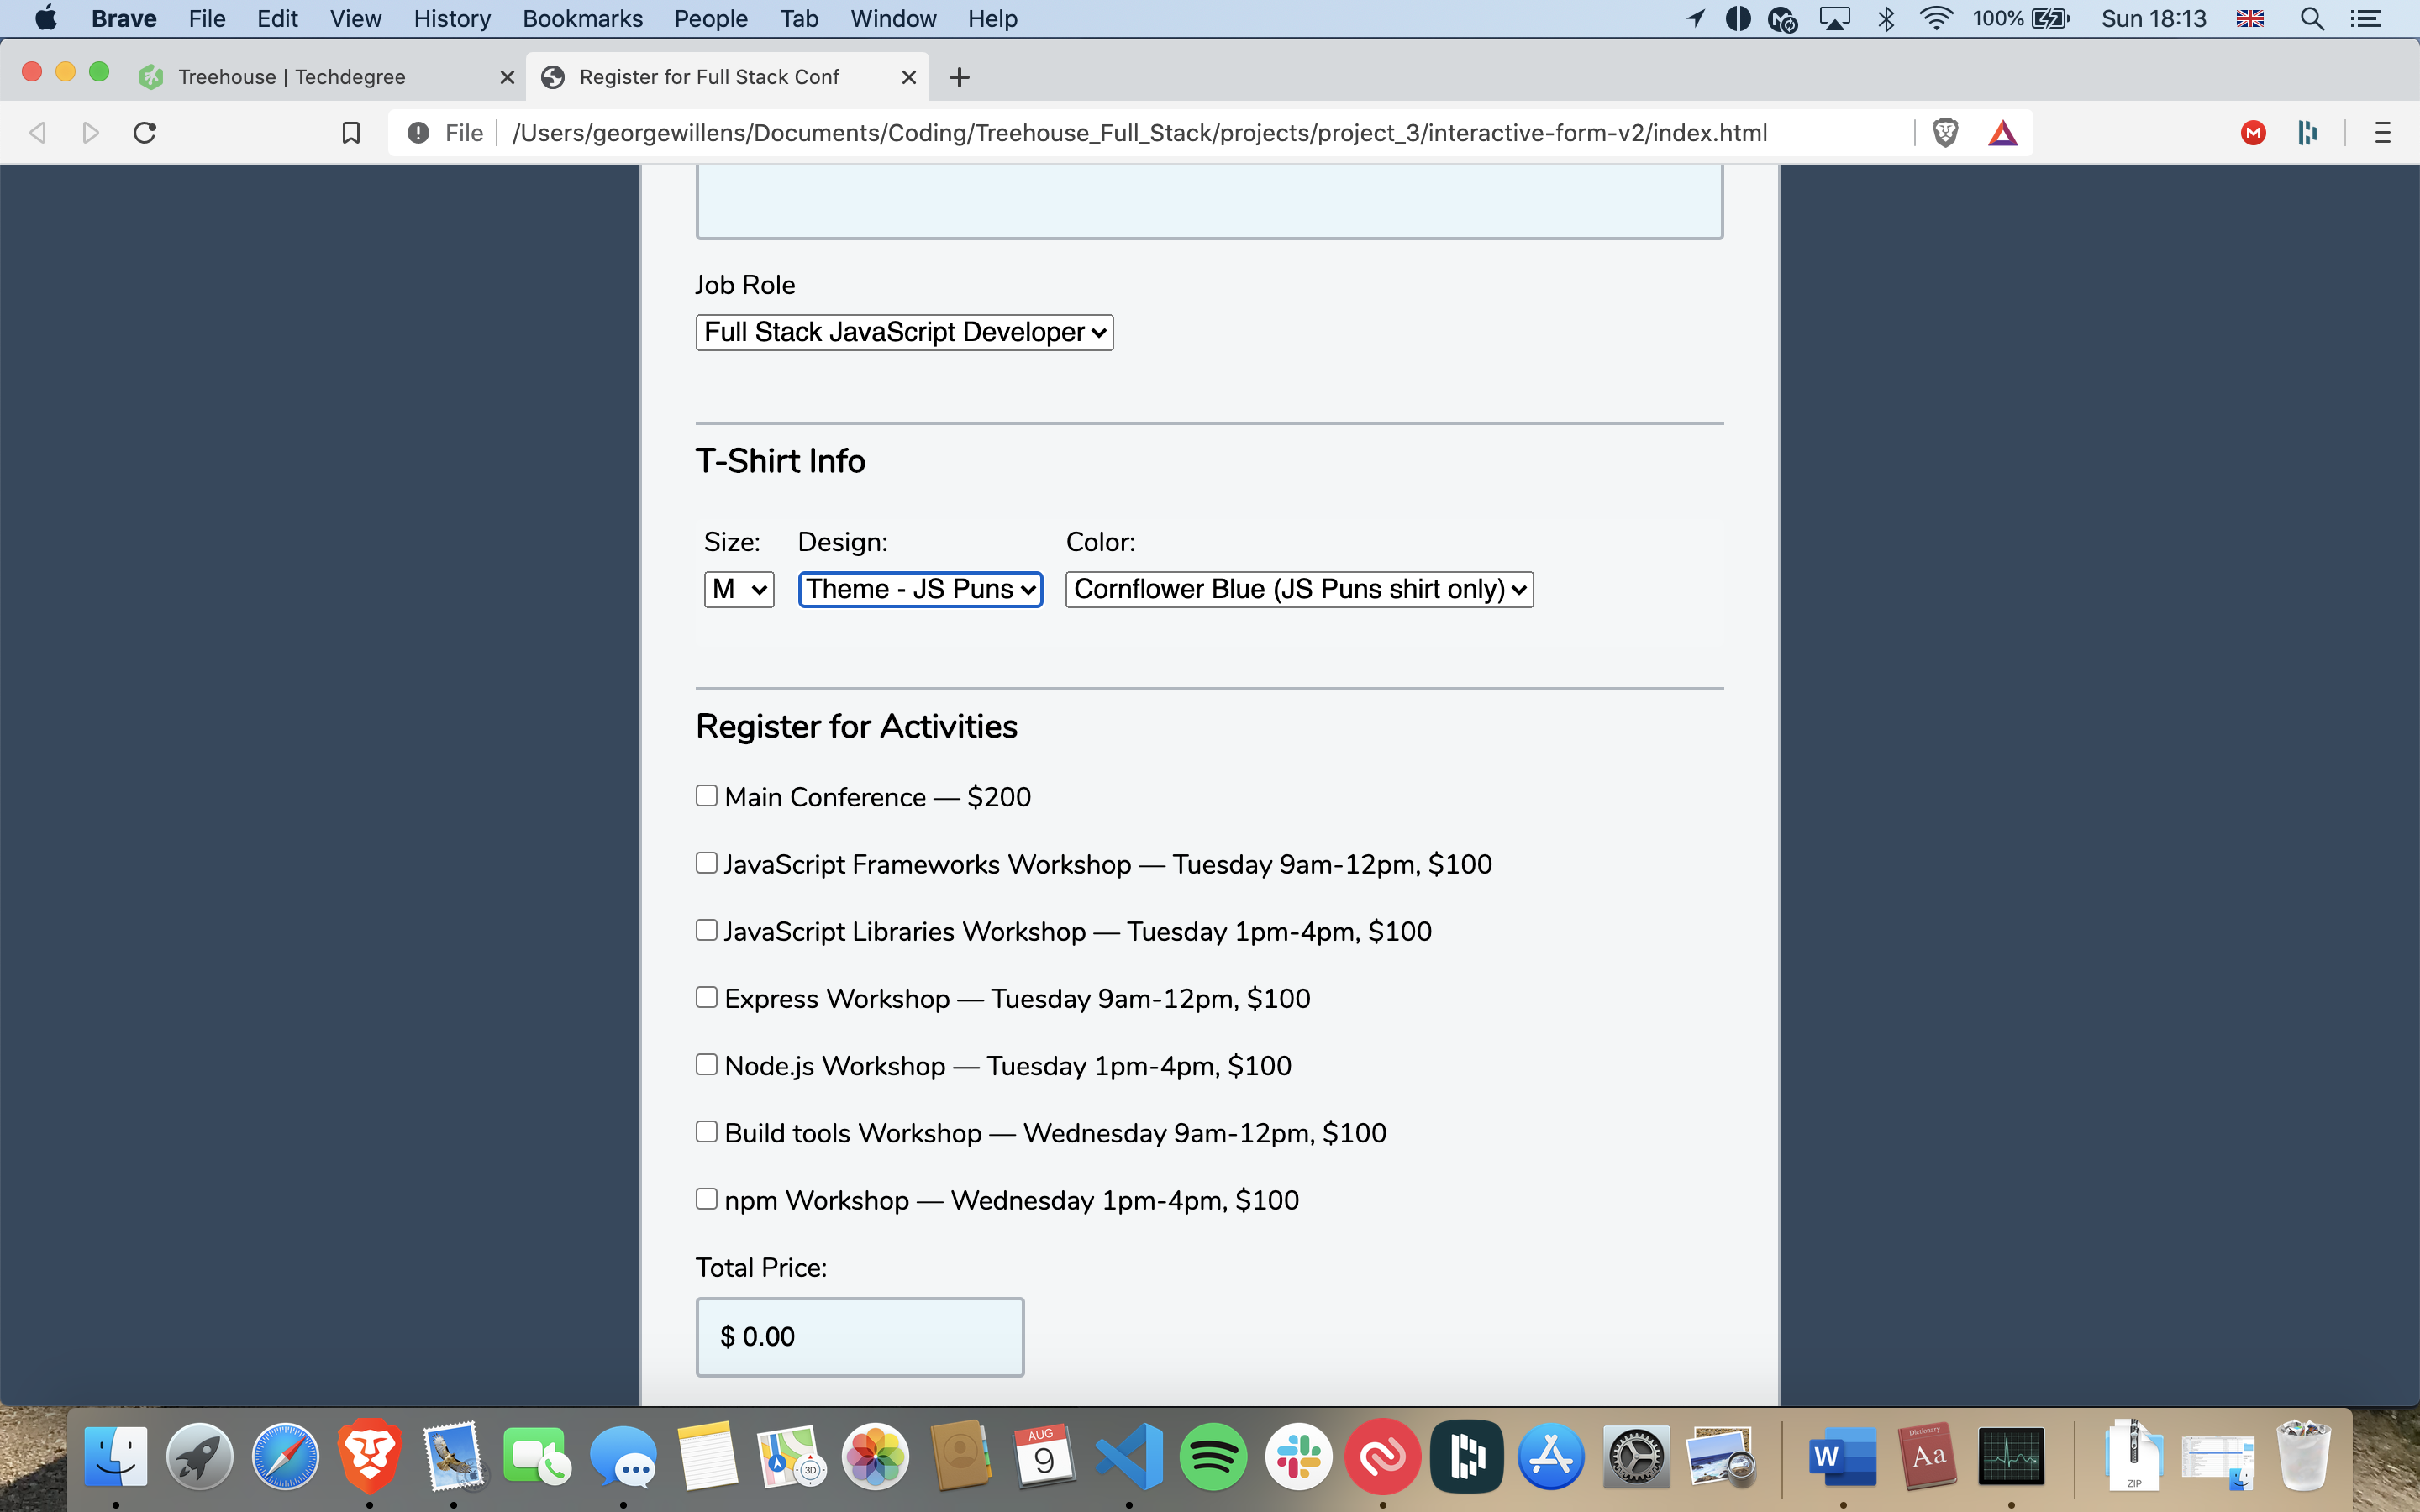 Brave File Edit View History Bookmarks People Tab Window Help 100% Sun 18:13
Treehouse | Techdegree Register for Full Stack Conf
File /Users/georgewillens/Documents/Coding/Treehouse_Full_Stack/projects/project_3/interactive-form-v2/index.html
Job Role
Full Stack JavaScript Developer
T-Shirt Info
Size: Design: Color:
M Theme - JS Puns Cornflower Blue (JS Puns shirt only)
Register for Activities
Main Conference — $200
JavaScript Frameworks Workshop — Tuesday 9am-12pm, $100
JavaScript Libraries Workshop — Tuesday 1pm-4pm, $100
Express Workshop — Tuesday 9am-12pm, $100
Node.js Workshop — Tuesday 1pm-4pm, $100
Build tools Workshop — Wednesday 9am-12pm, $100
npm Workshop — Wednesday 1pm-4pm, $100
Total Price:
$ 0.00
AUG
9
3D
W
Dictionary
Aa
ZIP